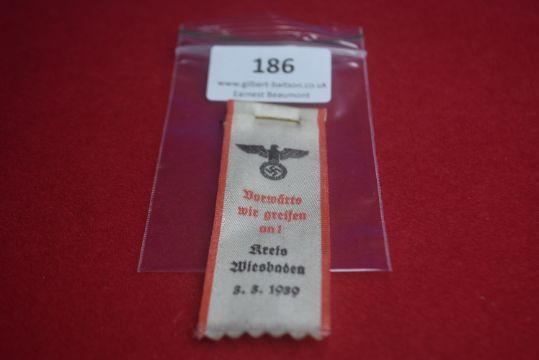 186
www.gilbert-baitson.co.uk
Earnest Beaumont
Vorwärts
wir greifen
an!
Kreis
Wiesbaden
3. 3. 1939